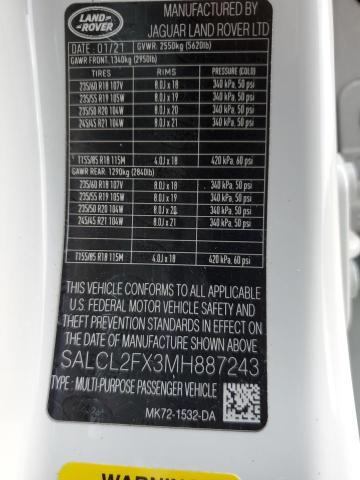 LAND ROVER
MANUFACTURED BY
JAGUAR LAND ROVER LTD
DATE : 01/21 GVWR: 2550kg (5620lb)
GAWR FRONT: 1340kg (2950lb)
TIRES RIMS PRESSURE (COLD)
235/60 R18 107V 8.0J x 18 340 kPa, 50 psi
235/55 R19 105W 8.0J x 19 340 kPa, 50 psi
235/50 R20 104W 8.0J x 20 340 kPa, 50 psi
245/45 R21 104W 8.0J x 21 340 kPa, 50 psi
T155/85 R18 115M 4.0J x 18 420 kPa, 60 psi
GAWR REAR: 1290kg (2840lb)
235/60 R18 107V 8.0J x 18 340 kPa, 50 psi
235/55 R19 105W 8.0J x 19 340 kPa, 50 psi
235/50 R20 104W 8.0J x 20 340 kPa, 50 psi
245/45 R21 104W 8.0J x 21 340 kPa, 50 psi
T155/85 R18 115M 4.0J x 18 420 kPa, 60 psi
THIS VEHICLE CONFORMS TO ALL APPLICABLE
U.S. FEDERAL MOTOR VEHICLE SAFETY AND
THEFT PREVENTION STANDARDS IN EFFECT ON
THE DATE OF MANUFACTURE SHOWN ABOVE
SALCL2FX3MH887243
TYPE : MULTI-PURPOSE PASSENGER VEHICLE
MK72-1532-DA
WARNING